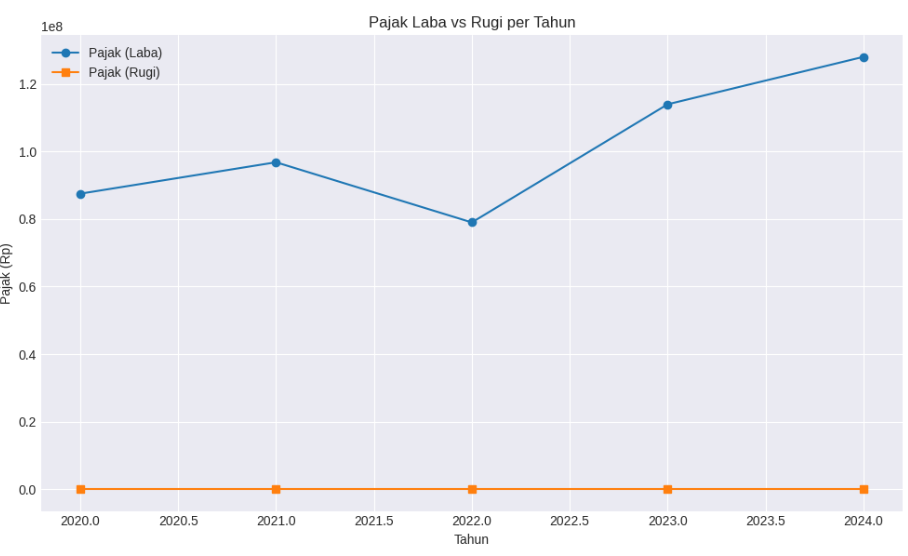 Pajak Laba vs Rugi per Tahun
1e8
Pajak (Laba)
Pajak (Rugi)
1.2
1.0
0.8
0.6
0.4
0.2
0.0
Pajak (Rp)
2020.0 2020.5 2021.0 2021.5 2022.0 2022.5 2023.0 2023.5 2024.0
Tahun